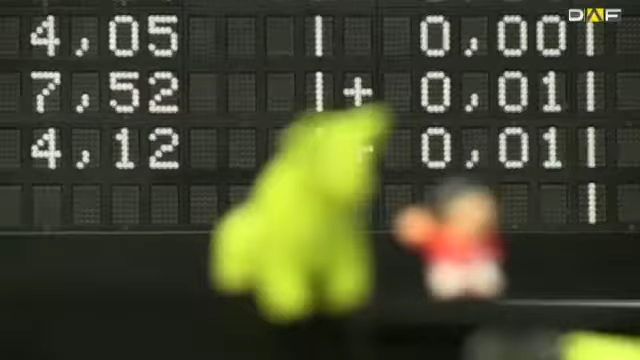 DAF
4,05 | 0,00|
7,52 |+ 0,01|
4,12 + 0,01|
|